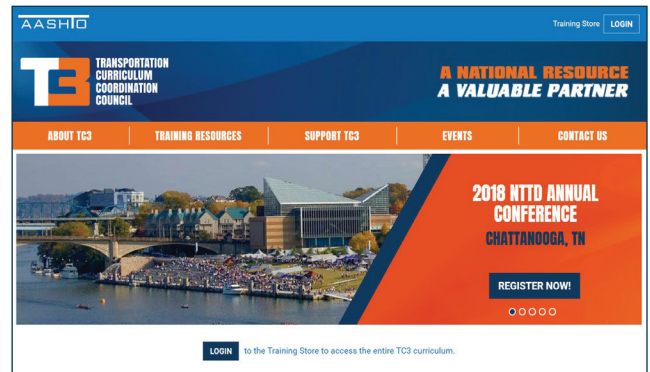 AASHTO
Training Store LOGIN
TC3
TRANSPORTATION
CURRICULUM
COORDINATION
COUNCIL
A NATIONAL RESOURCE
A VALUABLE PARTNER
ABOUT TC3 TRAINING RESOURCES SUPPORT TC3 EVENTS CONTACT US
2018 NTTD ANNUAL
CONFERENCE
CHATTANOOGA, TN
REGISTER NOW!
LOGIN to the Training Store to access the entire TC3 curriculum.